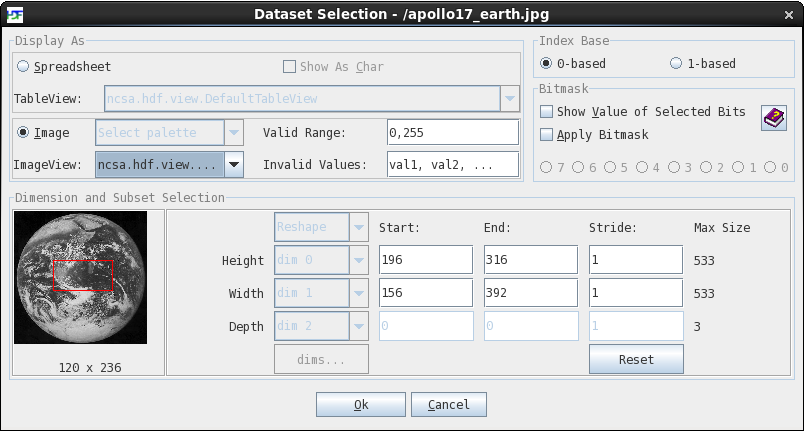 Dataset Selection - /apollo17_earth.jpg
Display As
Spreadsheet Show As Char
TableView: ncsa.hdf.view.DefaultTableView
Image Select palette Valid Range: 0,255
ImageView: ncsa.hdf.view.... Invalid Values: val1, val2, ...
Index Base
0-based 1-based
Bitmask
Show Value of Selected Bits
Apply Bitmask
7 6 5 4 3 2 1 0
Dimension and Subset Selection
120 x 236
Reshape Start: End: Stride: Max Size
Height dim 0 196 316 1 533
Width dim 1 156 392 1 533
Depth dim 2 0 0 1 3
dims... Reset
Ok Cancel